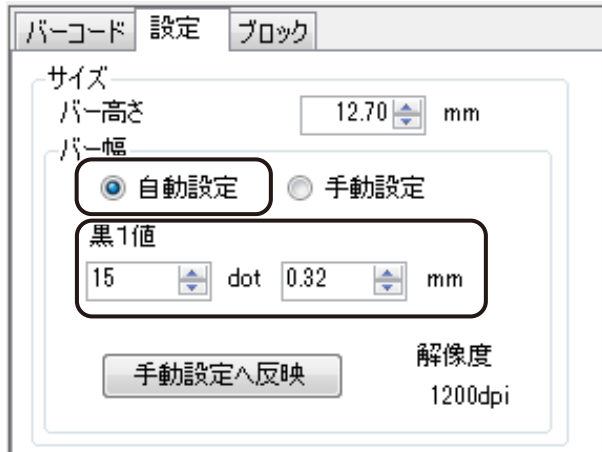 バーコード 設定 ブロック
サイズ
バー高さ 12.70 mm
バー幅
自動設定 手動設定
黒1値
15 dot 0.32 mm
手動設定へ反映 解像度
1200dpi